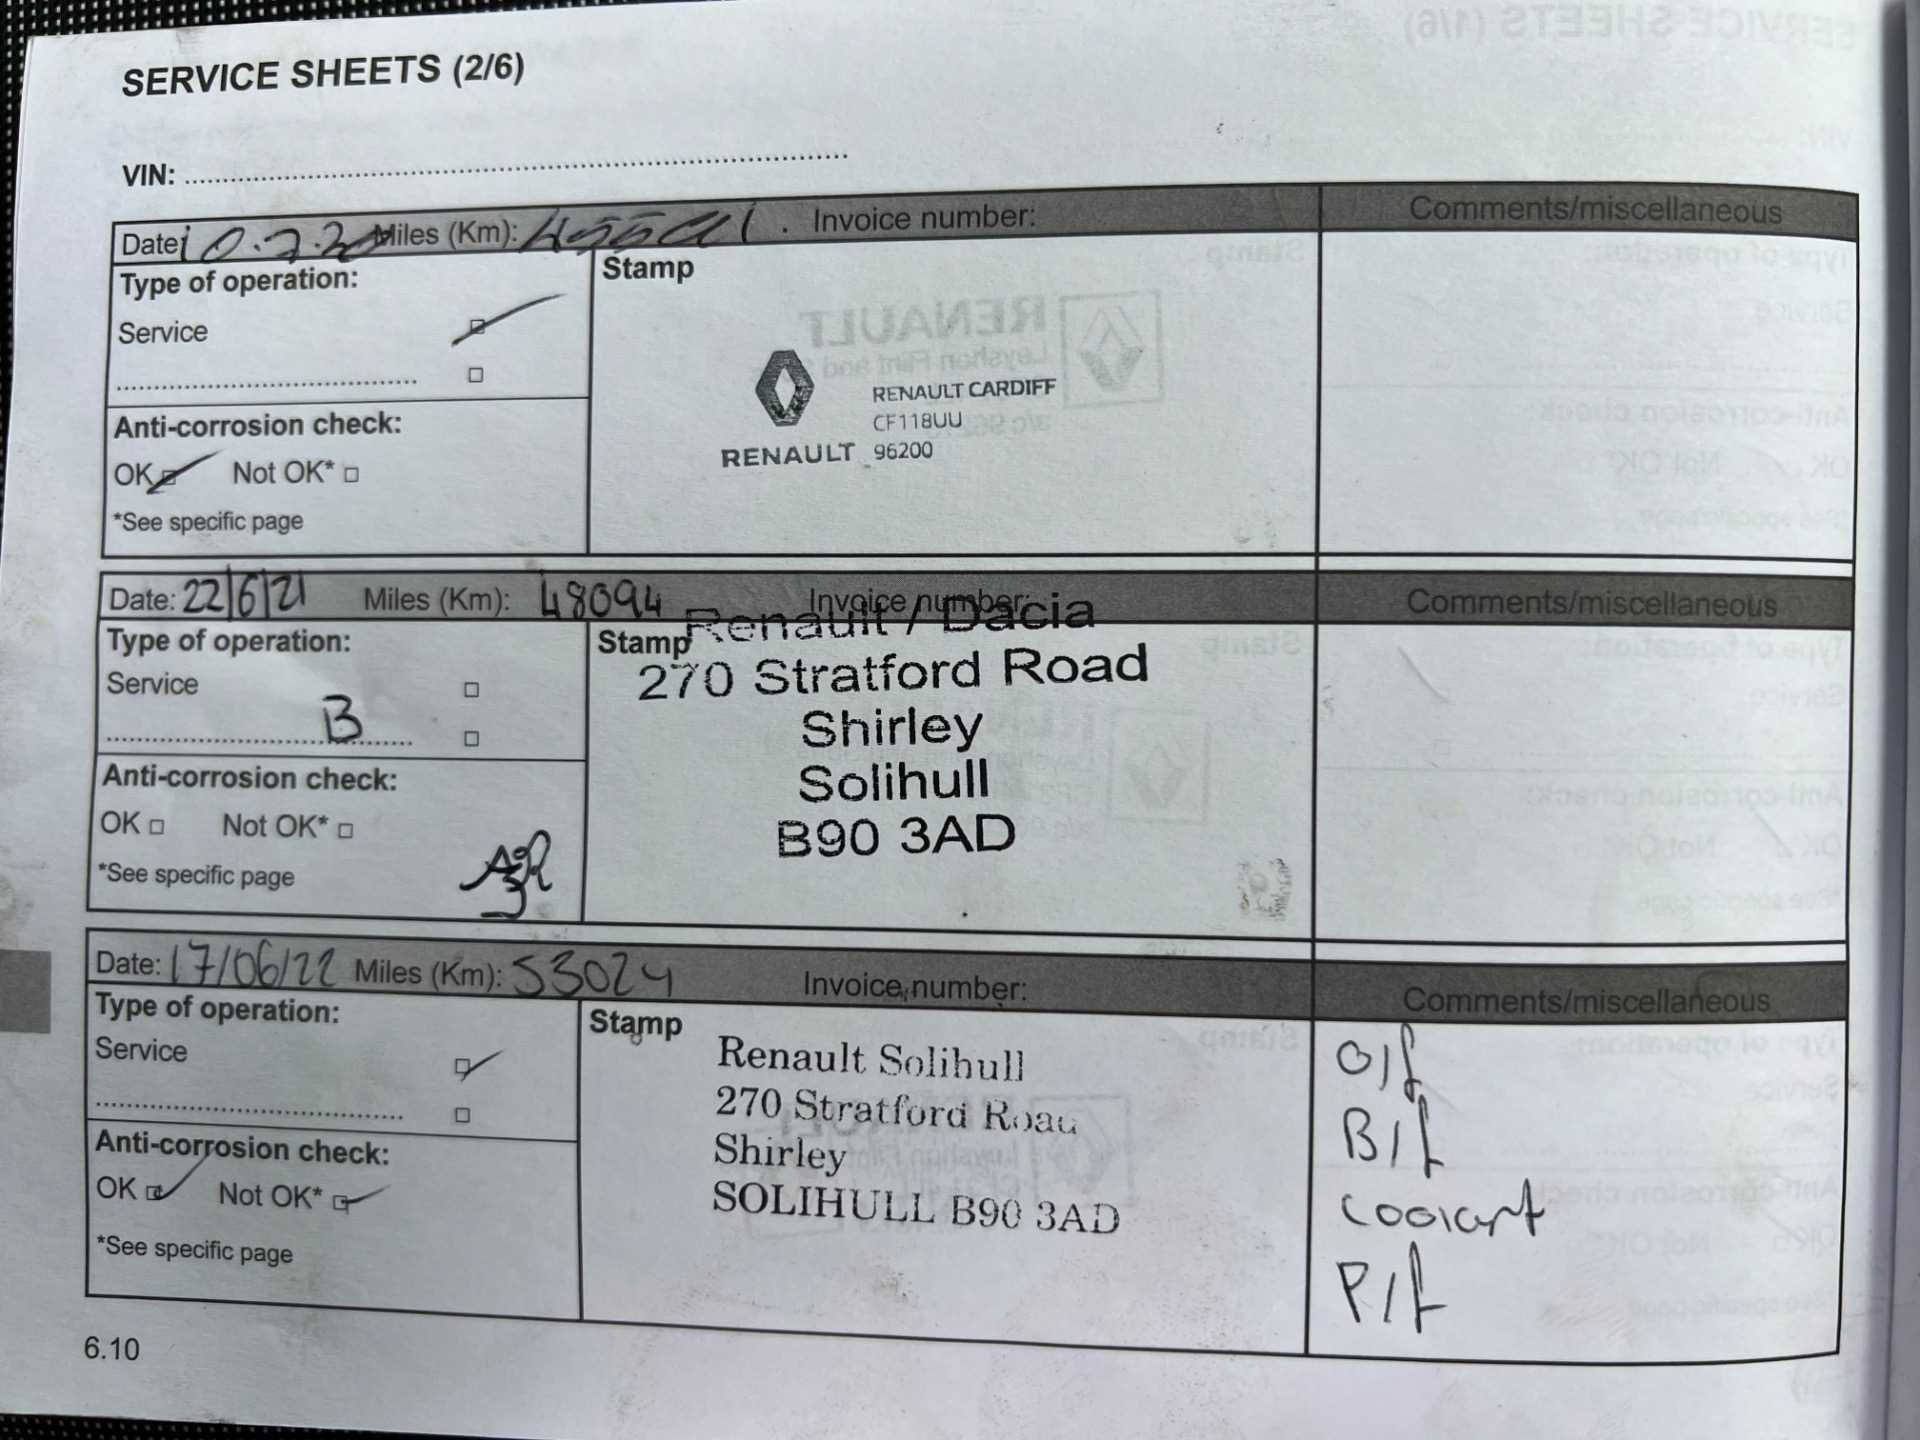 SERVICE SHEETS (2/6)
VIN:
Date: 10.7.20 Miles (Km): Invoice number: Comments/miscellaneous
Type of operation:
Service
Stamp
RENAULT CARDIFF
CF118UU
RENAULT 96200
Anti-corrosion check:
OK Not OK*
*See specific page
Date: 22/6/21 Miles (Km): 48094 Invoice number: Comments/miscellaneous
Type of operation:
Service
B
Stamp
Renault / Dacia
270 Stratford Road
Shirley
Solihull
B90 3AD
Anti-corrosion check:
OK Not OK*
*See specific page
Date: 17/06/22 Miles (Km): 53024 Invoice number: Comments/miscellaneous
Type of operation:
Service
Stamp
Renault Solihull
270 Stratford Road
Shirley
SOLIHULL B90 3AD
Anti-corrosion check:
OK Not OK*
*See specific page
O/f
B/f
Coolant
P/f
6.10